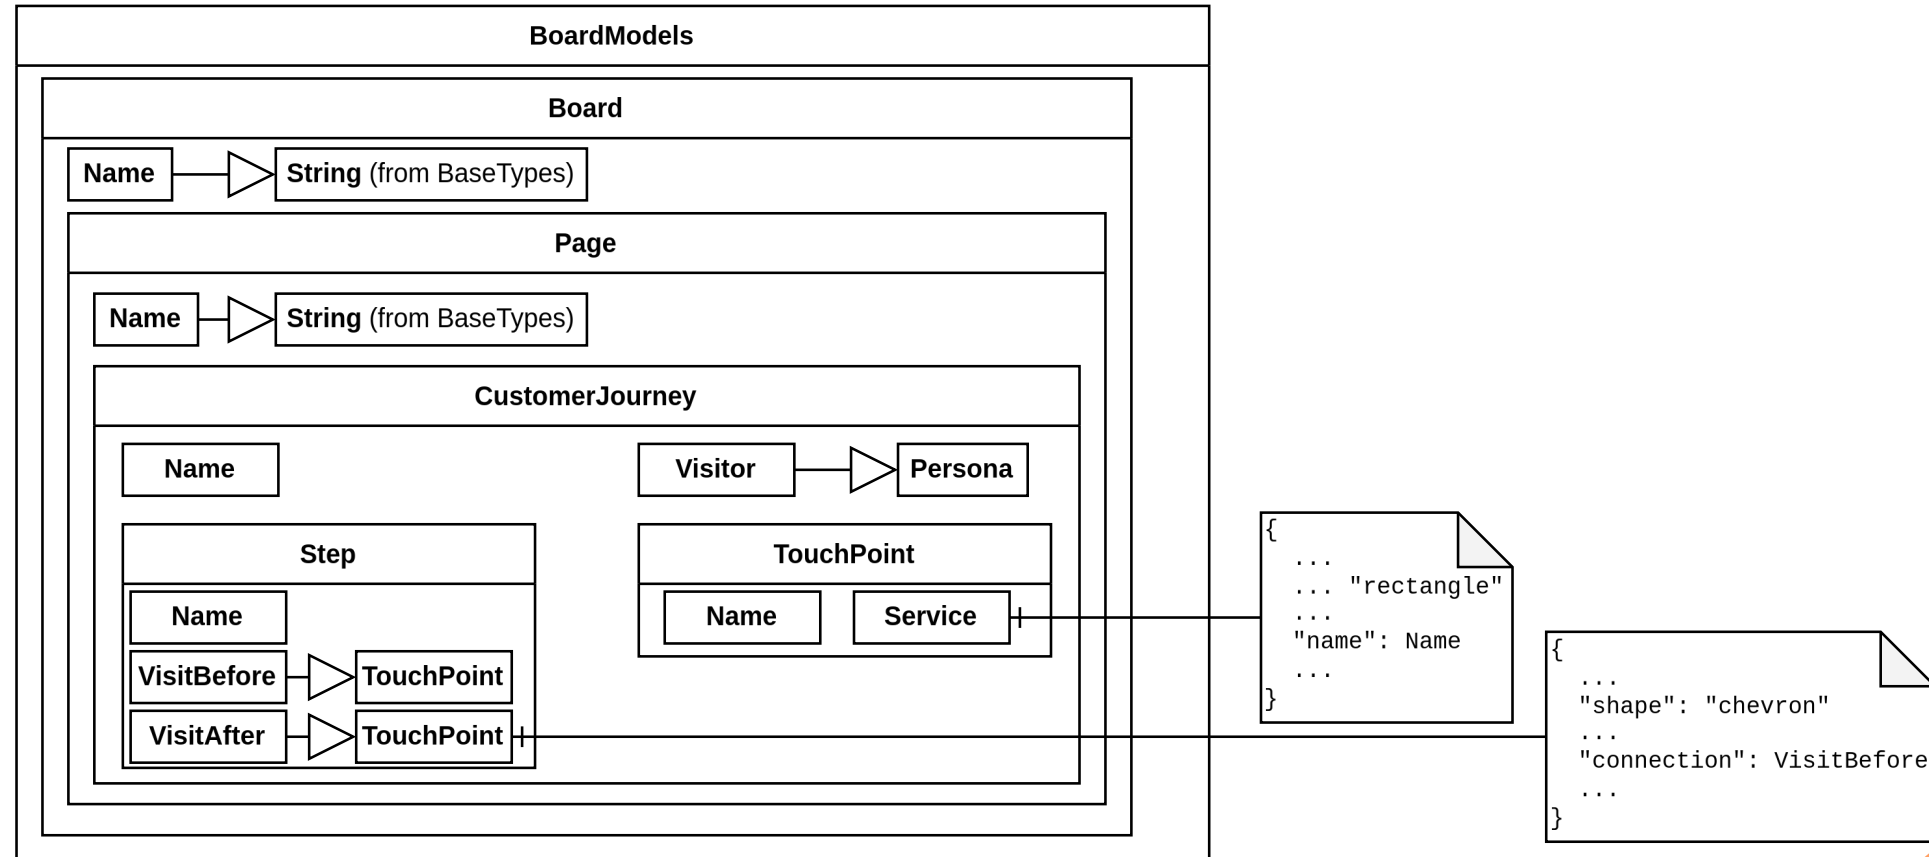 BoardModels
Board
Name
String (from BaseTypes)
Page
Name
String (from BaseTypes)
CustomerJourney
Name
Visitor
Persona
Step
Name
VisitBefore
TouchPoint
VisitAfter
TouchPoint
TouchPoint
Name
Service
{
...
... "rectangle"
...
"name": Name
...
}
{
...
"shape": "chevron"
...
"connection": VisitBefore
...
}